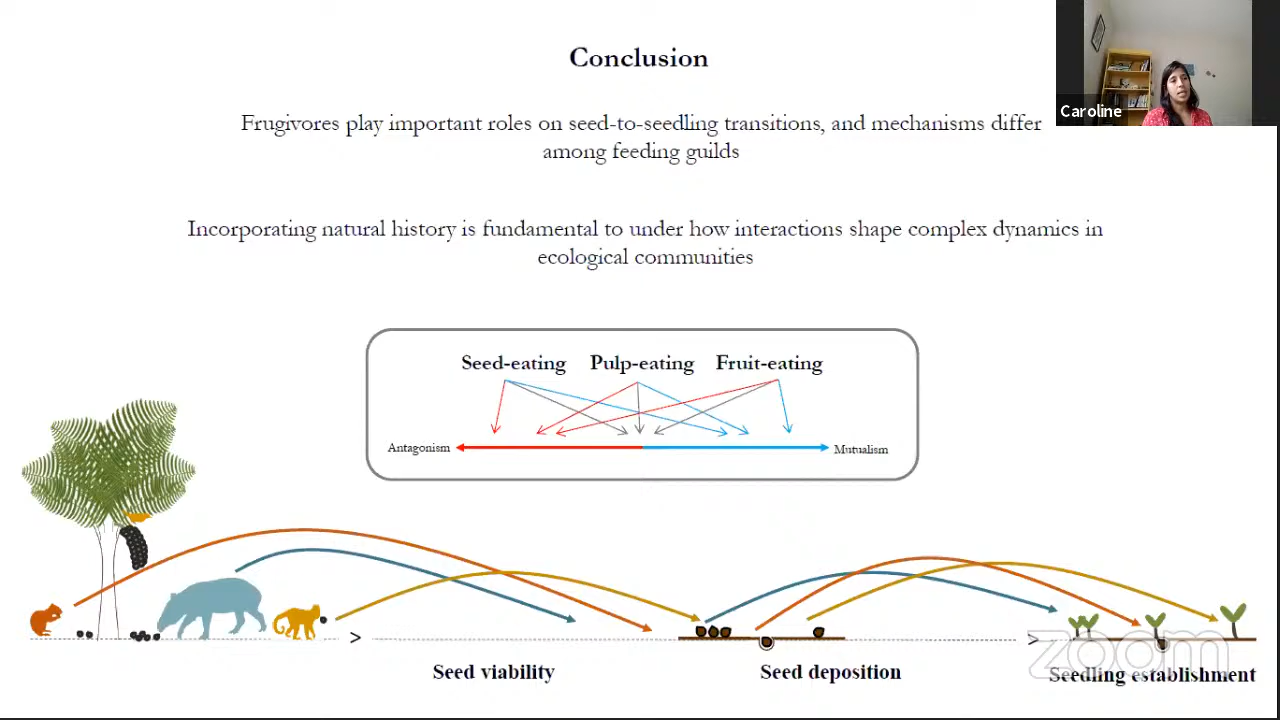 Conclusion
Caroline
Frugivores play important roles on seed-to-seedling transitions, and mechanisms differ
among feeding guilds
Incorporating natural history is fundamental to under how interactions shape complex dynamics in
ecological communities
Seed-eating Pulp-eating Fruit-eating
Antagonism Mutualism
> >
zoom
Seed viability Seed deposition Seedling establishment